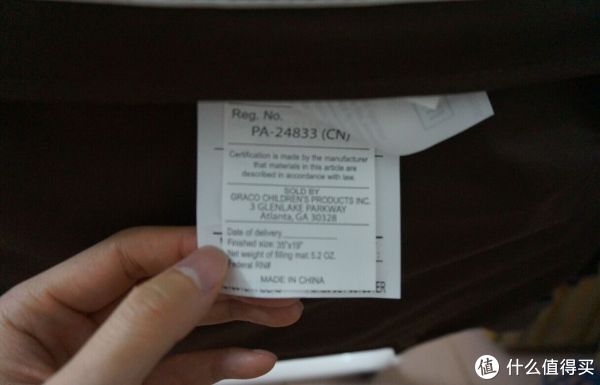 Reg. No.
PA-24833 (CN)
Certification is made by the manufacturer
that materials in this article are
described in accordance with law.
SOLD BY
GRACO CHILDREN'S PRODUCTS INC.
3 GLENLAKE PARKWAY
Atlanta, GA 30328
Date of delivery
Finished size: 35"x19"
Net weight of filling mat: 5.2 OZ.
Federal RN#
MADE IN CHINA
值 什么值得买